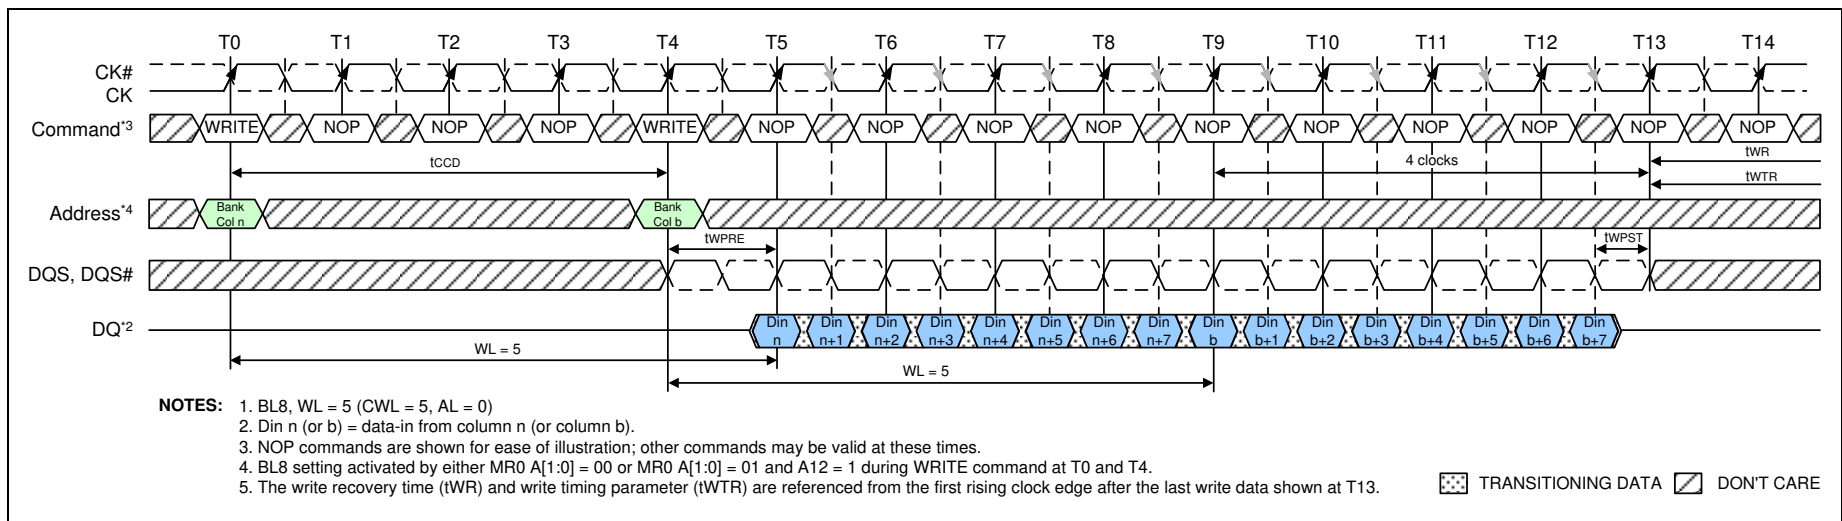 T0 T1 T2 T3 T4 T5 T6 T7 T8 T9 T10 T11 T12 T13 T14
CK#
CK
Command*3 WRITE NOP NOP NOP WRITE NOP NOP NOP NOP NOP NOP NOP NOP NOP NOP
tCCD 4 clocks tWR
tWTR
Address*4 Bank Col n Bank Col b
tWPRE tWPST
DQS, DQS#
DQ*2 Din n Din n+1 Din n+2 Din n+3 Din n+4 Din n+5 Din n+6 Din n+7 Din b Din b+1 Din b+2 Din b+3 Din b+4 Din b+5 Din b+6 Din b+7
WL = 5
WL = 5
NOTES: 1. BL8, WL = 5 (CWL = 5, AL = 0)
2. Din n (or b) = data-in from column n (or column b).
3. NOP commands are shown for ease of illustration; other commands may be valid at these times.
4. BL8 setting activated by either MR0 A[1:0] = 00 or MR0 A[1:0] = 01 and A12 = 1 during WRITE command at T0 and T4.
5. The write recovery time (tWR) and write timing parameter (tWTR) are referenced from the first rising clock edge after the last write data shown at T13.
TRANSITIONING DATA DON'T CARE